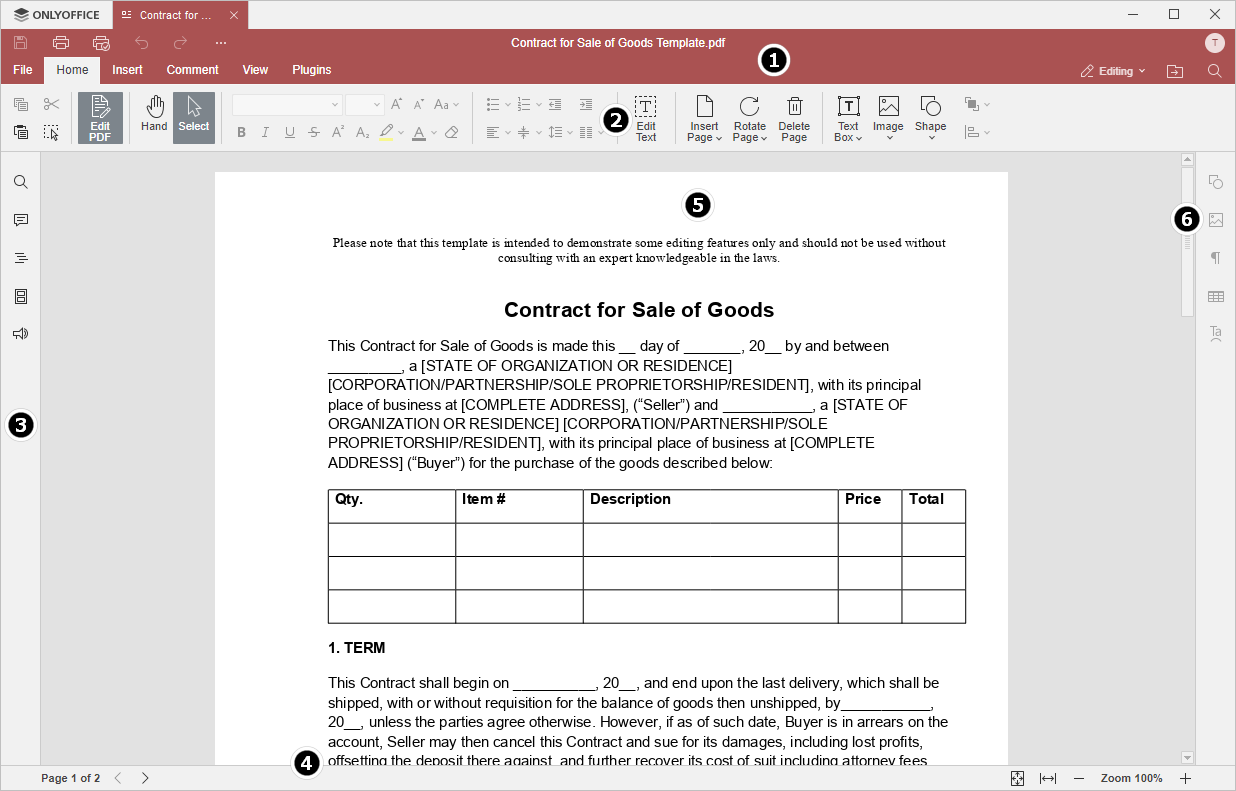 ONLYOFFICE
Contract for ...
Contract for Sale of Goods Template.pdf
1
T
File Home Insert Comment View Plugins
Editing
Edit PDF
Hand
Select
Aa
B I U S A² A₂ A
2
Edit Text
Insert Page
Rotate Page
Delete Page
Text Box
Image
Shape
5
6
Please note that this template is intended to demonstrate some editing features only and should not be used without
consulting with an expert knowledgeable in the laws.
Contract for Sale of Goods
This Contract for Sale of Goods is made this __ day of _______, 20__ by and between
_________, a [STATE OF ORGANIZATION OR RESIDENCE]
[CORPORATION/PARTNERSHIP/SOLE PROPRIETORSHIP/RESIDENT], with its principal
place of business at [COMPLETE ADDRESS], (“Seller”) and ___________, a [STATE OF
ORGANIZATION OR RESIDENCE] [CORPORATION/PARTNERSHIP/SOLE
PROPRIETORSHIP/RESIDENT], with its principal place of business at [COMPLETE
ADDRESS] (“Buyer”) for the purchase of the goods described below:
3
Qty. Item # Description Price Total
1. TERM
This Contract shall begin on __________, 20__, and end upon the last delivery, which shall be
shipped, with or without requisition for the balance of goods then unshipped, by___________,
20__, unless the parties agree otherwise. However, if as of such date, Buyer is in arrears on the
account, Seller may then cancel this Contract and sue for its damages, including lost profits,
offsetting the deposit there against, and further recover its cost of suit including attorney fees
4
Page 1 of 2
Zoom 100%